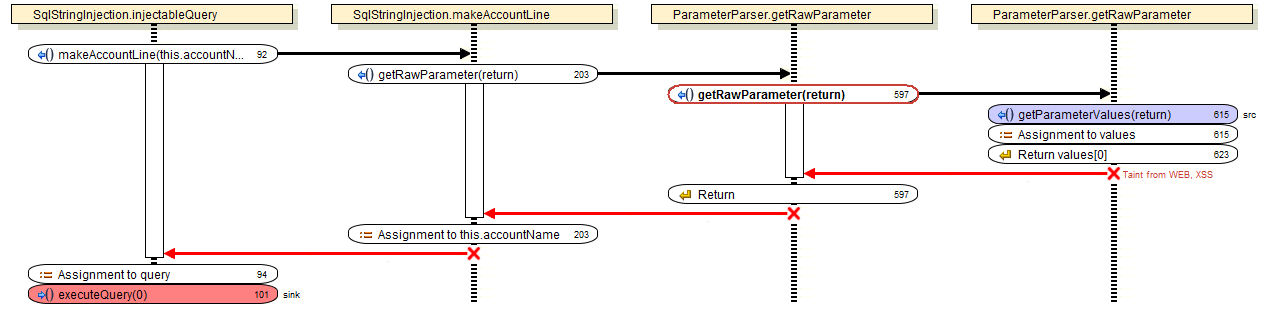 SqlStringInjection.injectableQuery SqlStringInjection.makeAccountLine ParameterParser.getRawParameter ParameterParser.getRawParameter
makeAccountLine(this.accountN... 92
getRawParameter(return) 203
getRawParameter(return) 597
getParameterValues(return) 615 src
Assignment to values 615
Return values[0] 623
Taint from WEB, XSS
Return 597
Assignment to this.accountName 203
Assignment to query 94
executeQuery(0) 101 sink